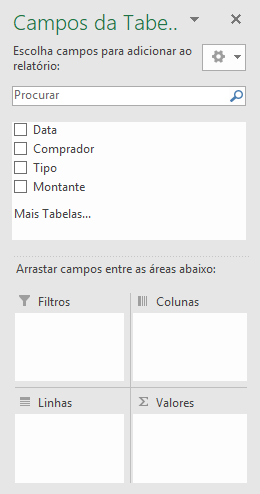 Campos da Tabe..
Escolha campos para adicionar ao
relatório:
Procurar
Data
Comprador
Tipo
Montante
Mais Tabelas...
Arrastar campos entre as áreas abaixo:
Filtros
Colunas
Linhas
Σ Valores